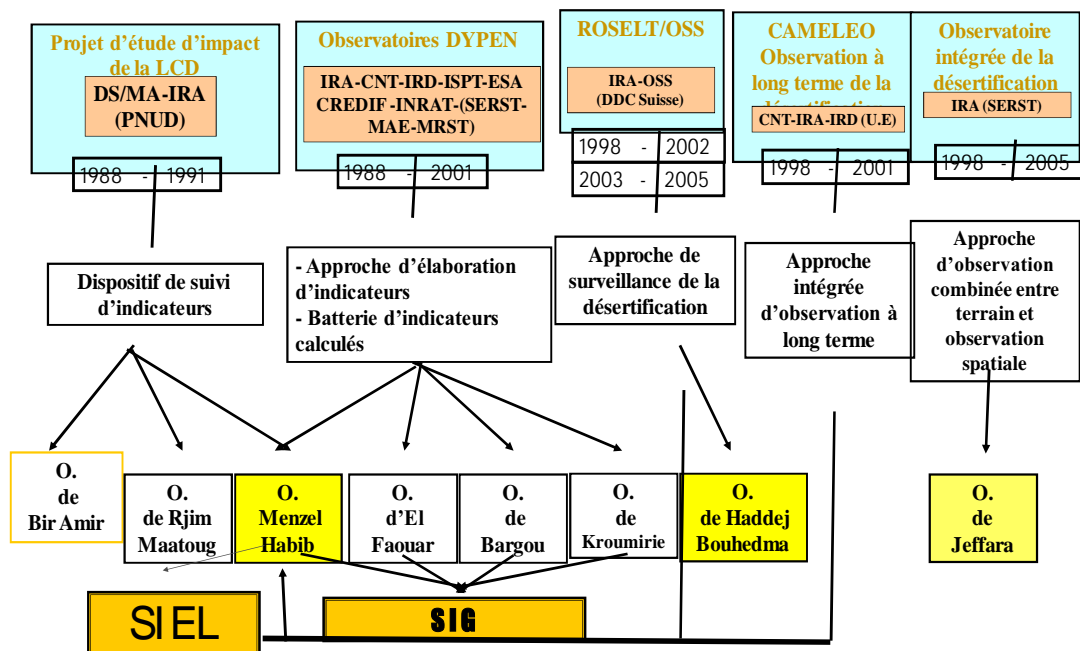 Projet d'étude d'impact
de la LCD
DS/MA-IRA
(PNUD)
1988 - 1991
Observatoires DYPEN
IRA-CNT-IRD-ISPT-ESA
CREDIF -INRAT-(SERST-
MAE-MRST)
1988 - 2001
ROSELT/OSS
IRA-OSS
(DDC Suisse)
1998 - 2002
2003 - 2005
CAMELEO
Observation à
long terme de la
désertification
CNT-IRA-IRD (U.E)
1998 - 2001
Observatoire
intégrée de la
désertification
IRA (SERST)
1998 - 2005
Dispositif de suivi
d'indicateurs
- Approche d'élaboration
d'indicateurs
- Batterie d'indicateurs
calculés
Approche de
surveillance de la
désertification
Approche
intégrée
d'observation à
long terme
Approche
d'observation
combinée entre
terrain et
observation
spatiale
O.
de
Bir Amir
O.
de Rjim
Maatoug
O.
Menzel
Habib
O.
d'El
Faouar
O.
de
Bargou
O.
de
Kroumirie
O.
de Haddej
Bouhedma
O.
de
Jeffara
SIEL
SIG